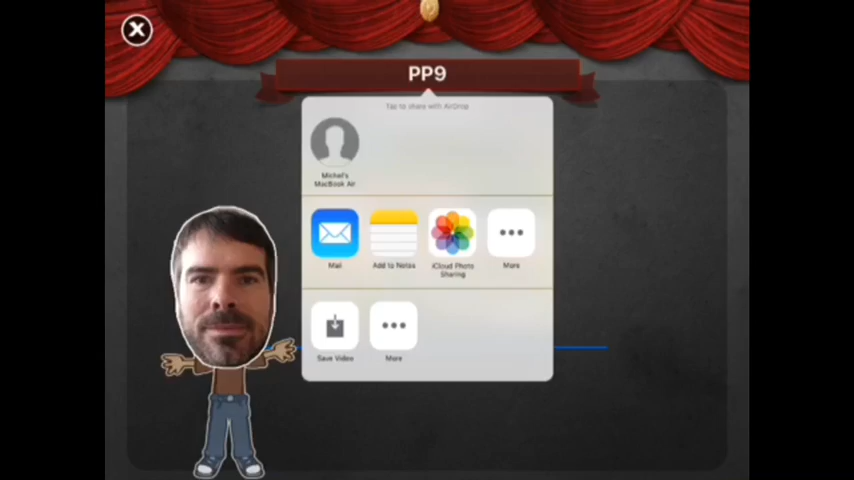 PP9
Tap to share with AirDrop
Michel's
MacBook Air
Mail
Add to Notes
iCloud Photo
Sharing
More
Save Video
More